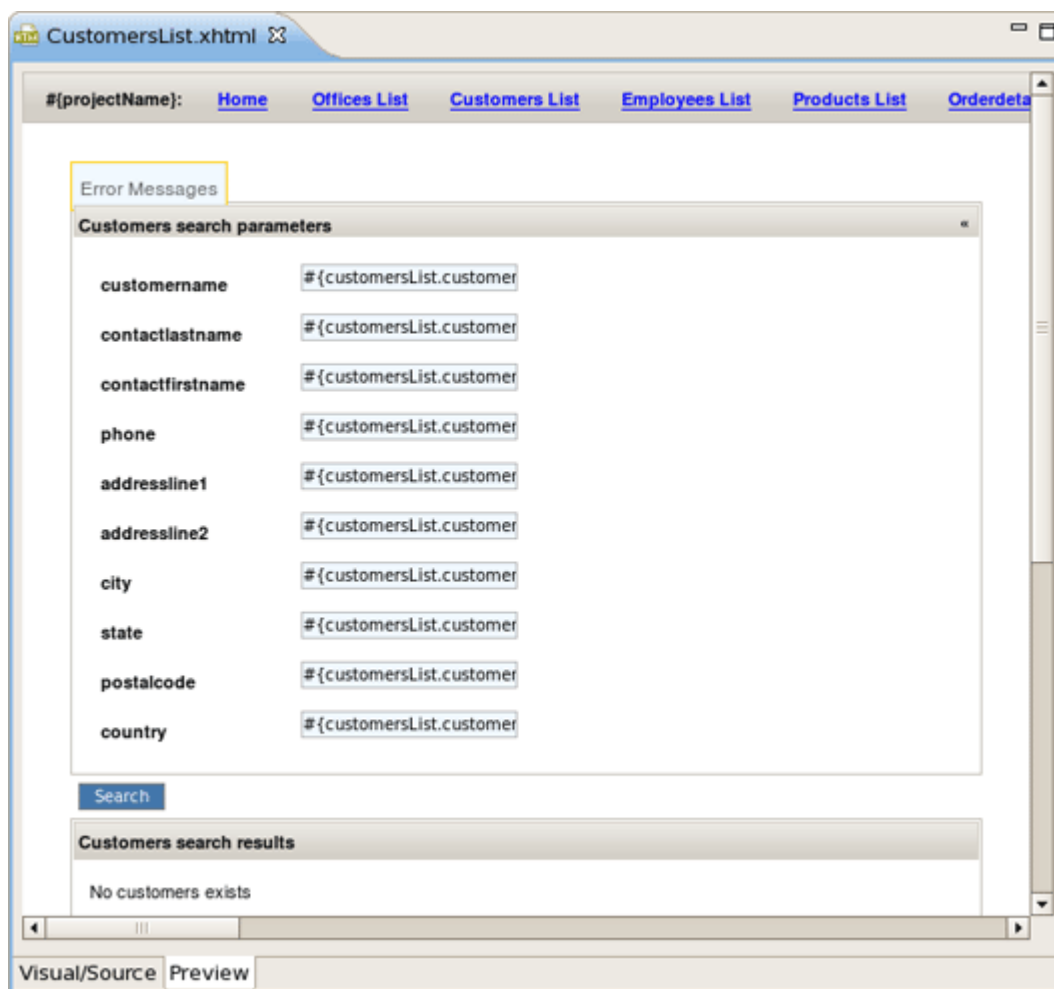 CustomersList.xhtml
#{projectName}: Home Offices List Customers List Employees List Products List Orderdeta
Error Messages
Customers search parameters «
customername #{customersList.customer
contactlastname #{customersList.customer
contactfirstname #{customersList.customer
phone #{customersList.customer
addressline1 #{customersList.customer
addressline2 #{customersList.customer
city #{customersList.customer
state #{customersList.customer
postalcode #{customersList.customer
country #{customersList.customer
Search
Customers search results
No customers exists
Visual/Source Preview